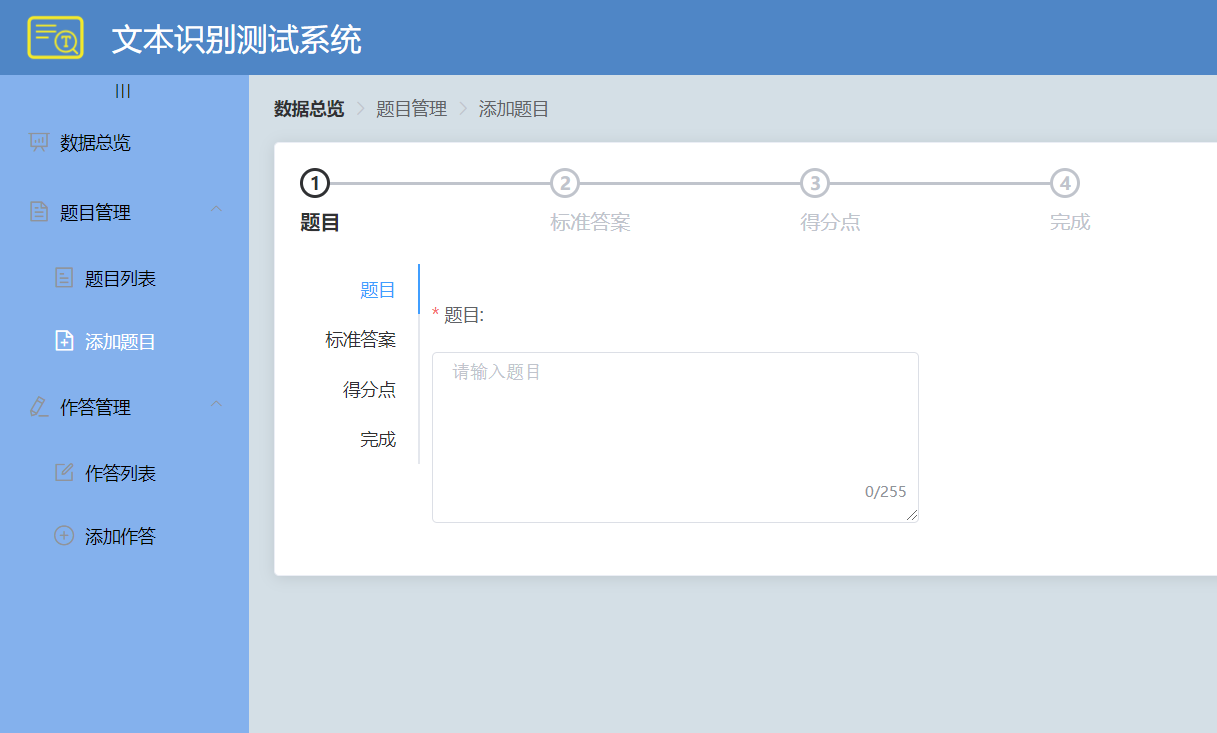 文本识别测试系统
数据总览
题目管理
题目列表
添加题目
作答管理
作答列表
添加作答
数据总览 > 题目管理 > 添加题目
1 2 3 4
题目 标准答案 得分点 完成
题目
标准答案
得分点
完成
* 题目:
请输入题目
0/255